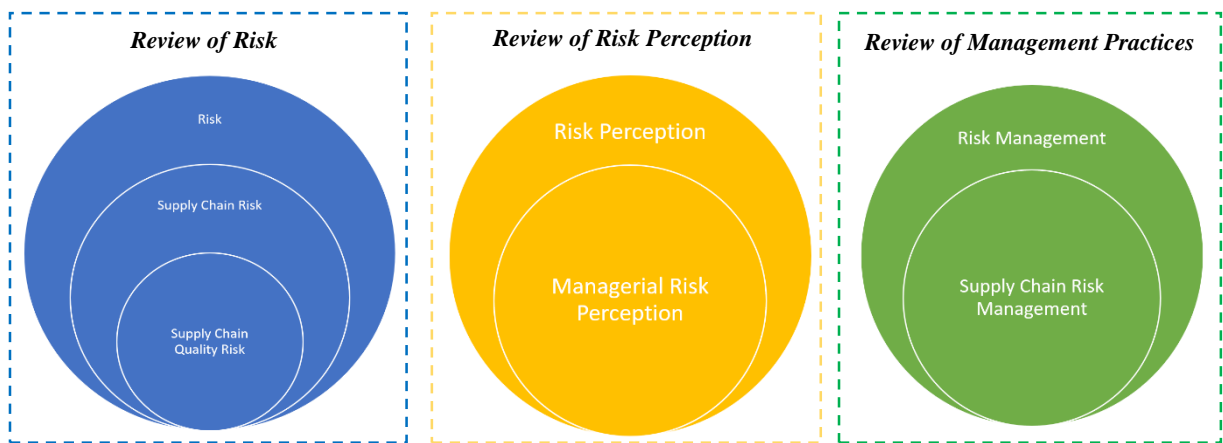 Review of Risk
Risk
Supply Chain Risk
Supply Chain
Quality Risk
Review of Risk Perception
Risk Perception
Managerial Risk
Perception
Review of Management Practices
Risk Management
Supply Chain Risk
Management